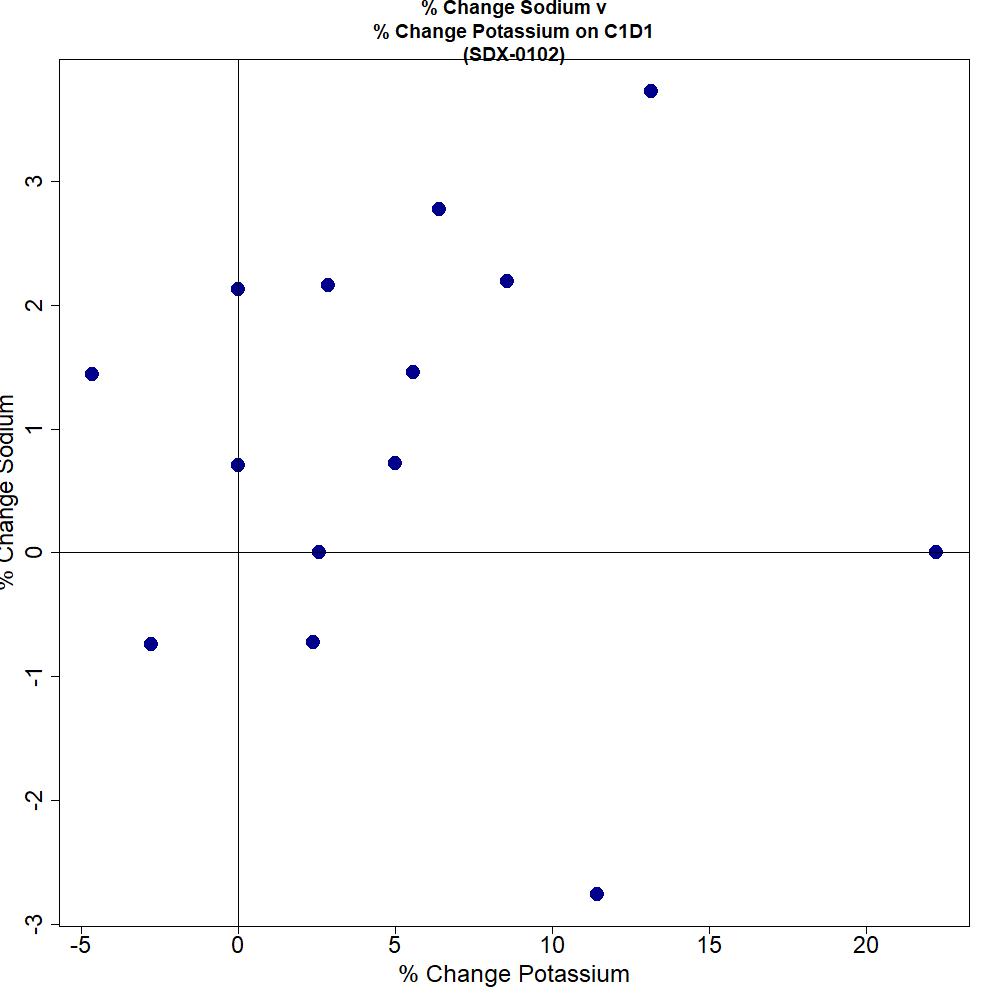 % Change Sodium v
% Change Potassium on C1D1
(SDX-0102)
% Change Sodium
3
2
1
0
-1
-2
-3
-5
0
5
10
15
20
% Change Potassium